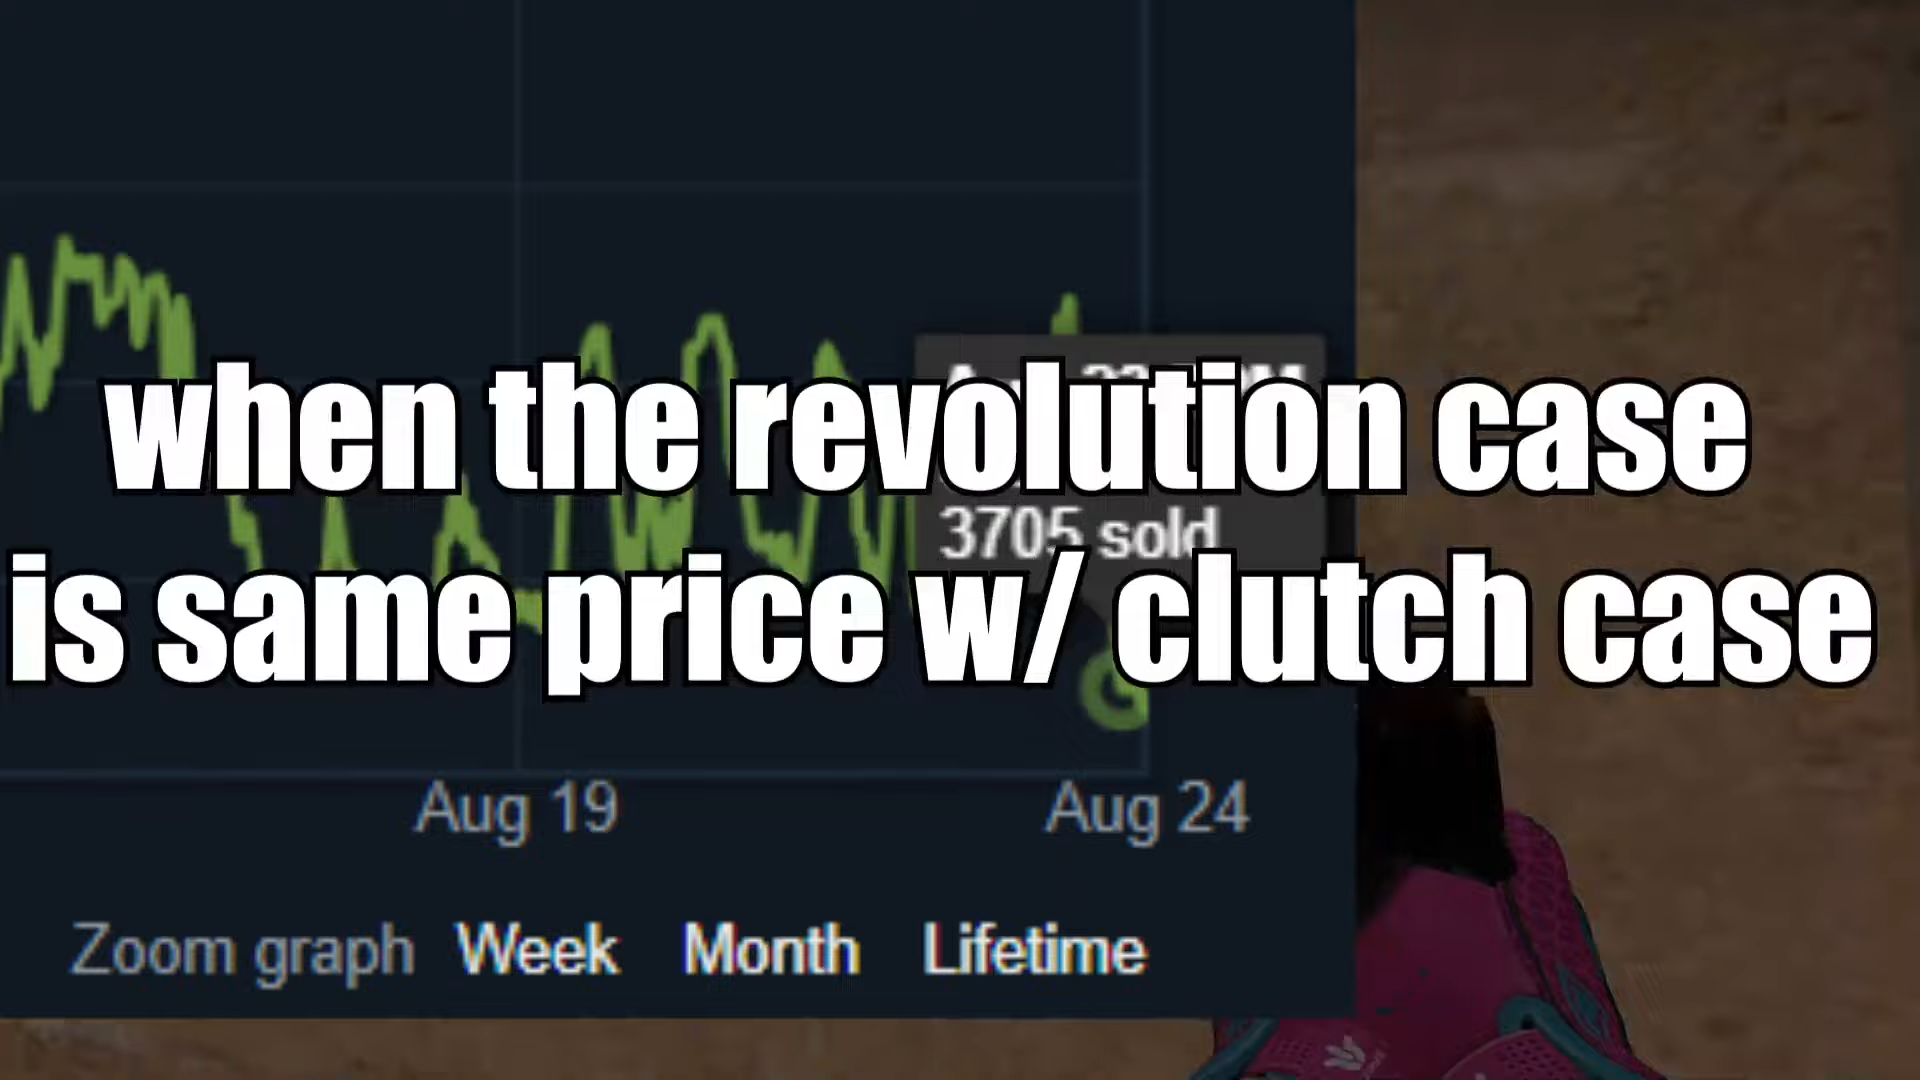 when the revolution case
3705 sold
is same price w/ clutch case
Aug 19
Aug 24
Zoom graph Week Month Lifetime